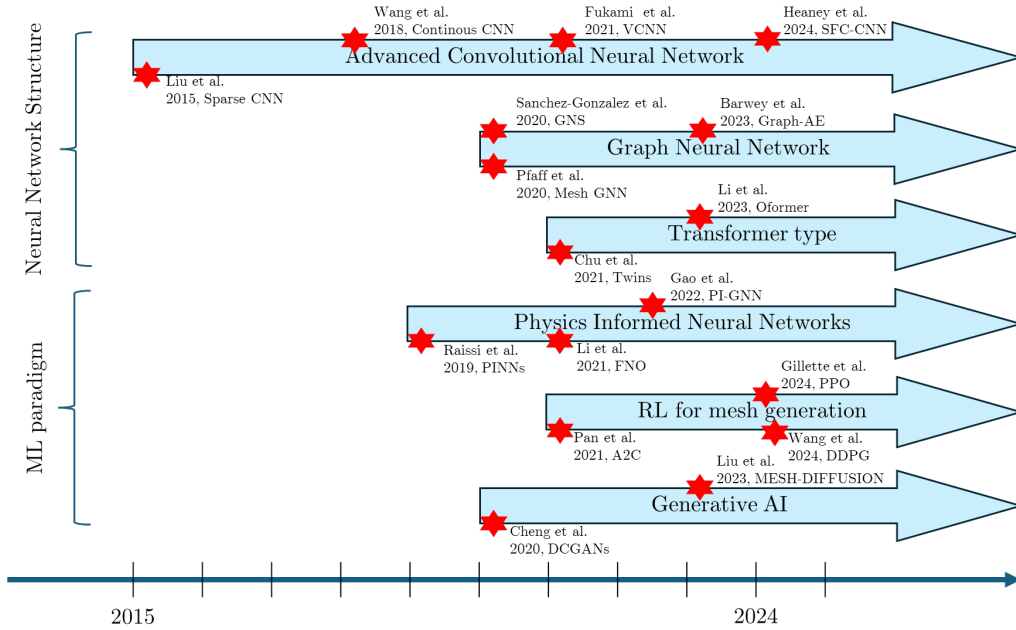 Neural Network Structure
Wang et al.
2018, Continous CNN
Fukami et al.
2021, VCNN
Heaney et al.
2024, SFC-CNN
Advanced Convolutional Neural Network
Liu et al.
2015, Sparse CNN
Sanchez-Gonzalez et al.
2020, GNS
Barwey et al.
2023, Graph-AE
Graph Neural Network
Pfaff et al.
2020, Mesh GNN
Li et al.
2023, Oformer
Transformer type
Chu et al.
2021, Twins
ML paradigm
Gao et al.
2022, PI-GNN
Physics Informed Neural Networks
Raissi et al.
2019, PINNs
Li et al.
2021, FNO
Gillette et al.
2024, PPO
RL for mesh generation
Pan et al.
2021, A2C
Wang et al.
2024, DDPG
Liu et al.
2023, MESH-DIFFUSION
Generative AI
Cheng et al.
2020, DCGANs
2015
2024